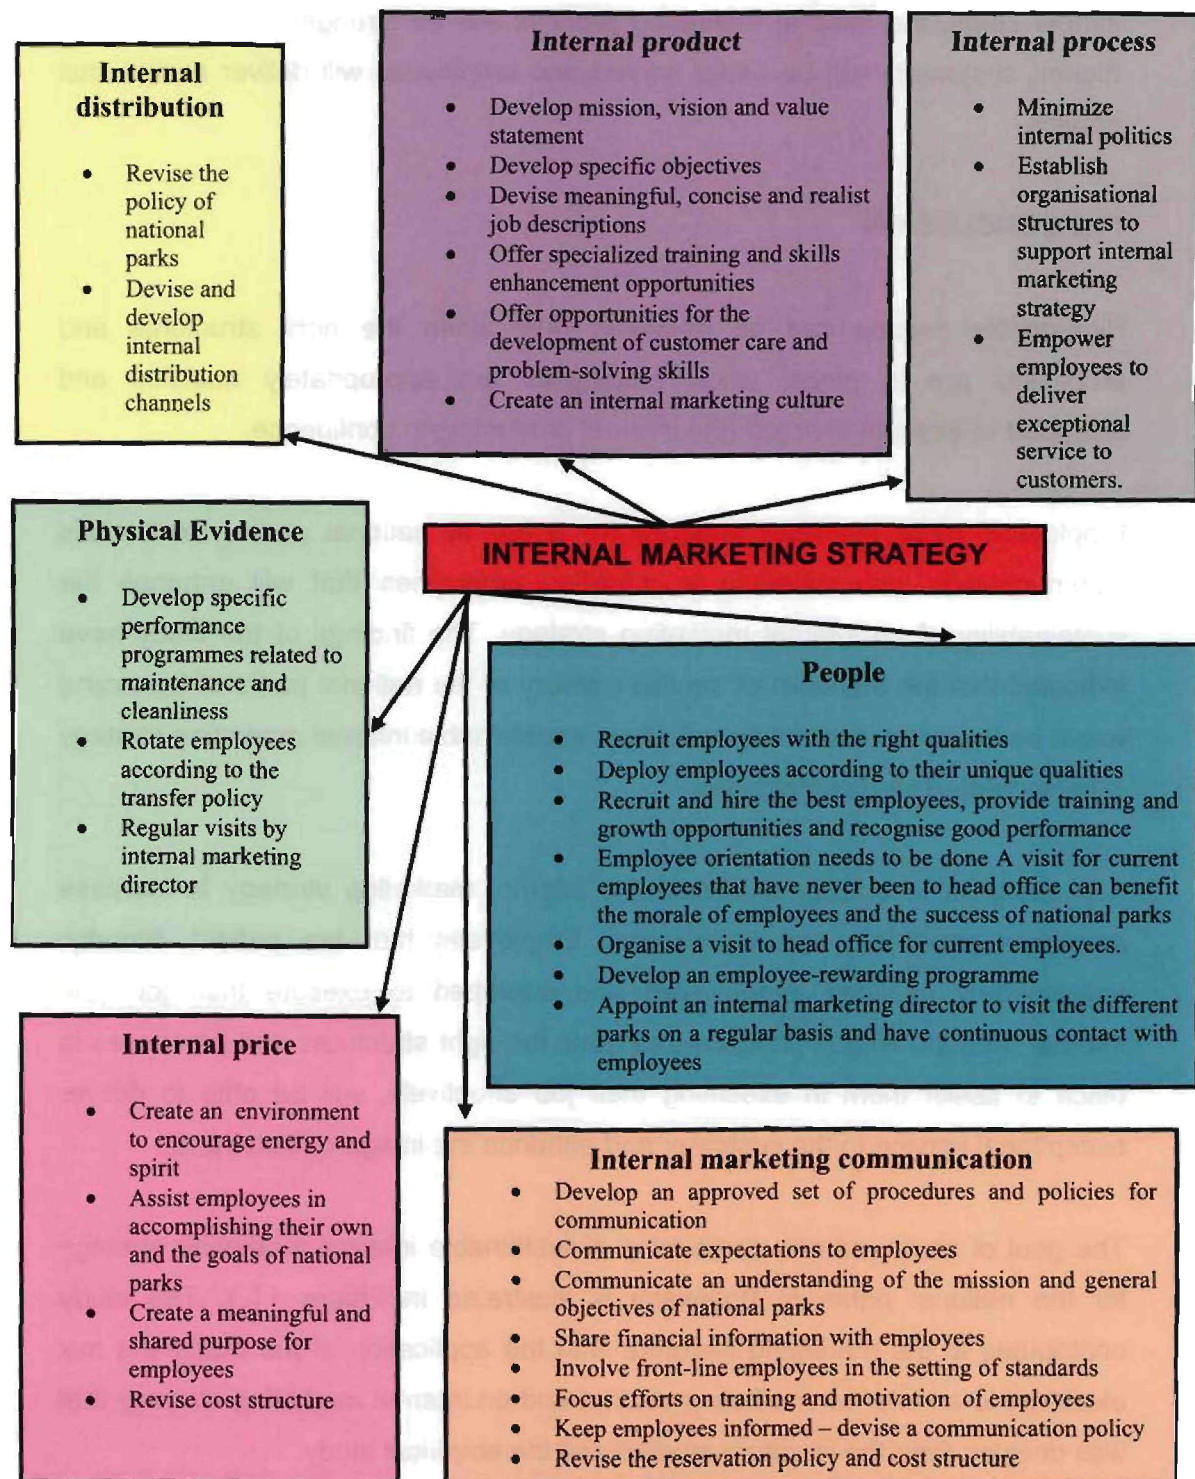 Internal
distribution
• Revise the
policy of
national
parks
• Devise and
develop
internal
distribution
channels
Internal product
• Develop mission, vision and value
statement
• Develop specific objectives
• Devise meaningful, concise and realist
job descriptions
• Offer specialized training and skills
enhancement opportunities
• Offer opportunities for the
development of customer care and
problem-solving skills
• Create an internal marketing culture
Internal process
• Minimize
internal politics
• Establish
organisational
structures to
support internal
marketing
strategy
• Empower
employees to
deliver
exceptional
service to
customers.
INTERNAL MARKETING STRATEGY
Physical Evidence
• Develop specific
performance
programmes related to
maintenance and
cleanliness
• Rotate employees
according to the
transfer policy
• Regular visits by
internal marketing
director
People
• Recruit employees with the right qualities
• Deploy employees according to their unique qualities
• Recruit and hire the best employees, provide training and
growth opportunities and recognise good performance
• Employee orientation needs to be done A visit for current
employees that have never been to head office can benefit
the morale of employees and the success of national parks
• Organise a visit to head office for current employees.
• Develop an employee-rewarding programme
• Appoint an internal marketing director to visit the different
parks on a regular basis and have continuous contact with
employees
Internal price
• Create an environment
to encourage energy and
spirit
• Assist employees in
accomplishing their own
and the goals of national
parks
• Create a meaningful and
shared purpose for
employees
• Revise cost structure
Internal marketing communication
• Develop an approved set of procedures and policies for
communication
• Communicate expectations to employees
• Communicate an understanding of the mission and general
objectives of national parks
• Share financial information with employees
• Involve front-line employees in the setting of standards
• Focus efforts on training and motivation of employees
• Keep employees informed – devise a communication policy
• Revise the reservation policy and cost structure